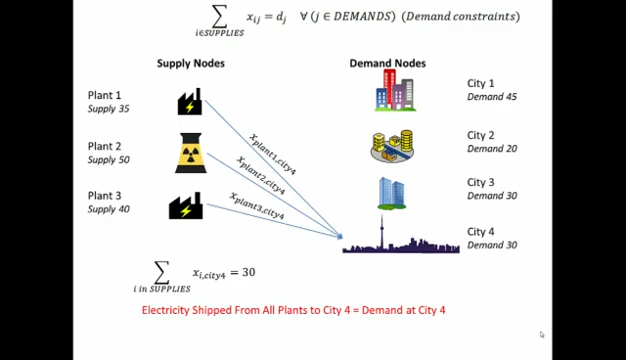 ∑ x_ij = d_j ∀ (j ∈ DEMANDS) (Demand constraints)
i∈SUPPLIES
Supply Nodes
Demand Nodes
Plant 1
Supply 35
Plant 2
Supply 50
Plant 3
Supply 40
x_plant1,city4
x_plant2,city4
x_plant3,city4
City 1
Demand 45
City 2
Demand 20
City 3
Demand 30
City 4
Demand 30
∑ x_i,city4 = 30
i in SUPPLIES
Electricity Shipped From All Plants to City 4 = Demand at City 4